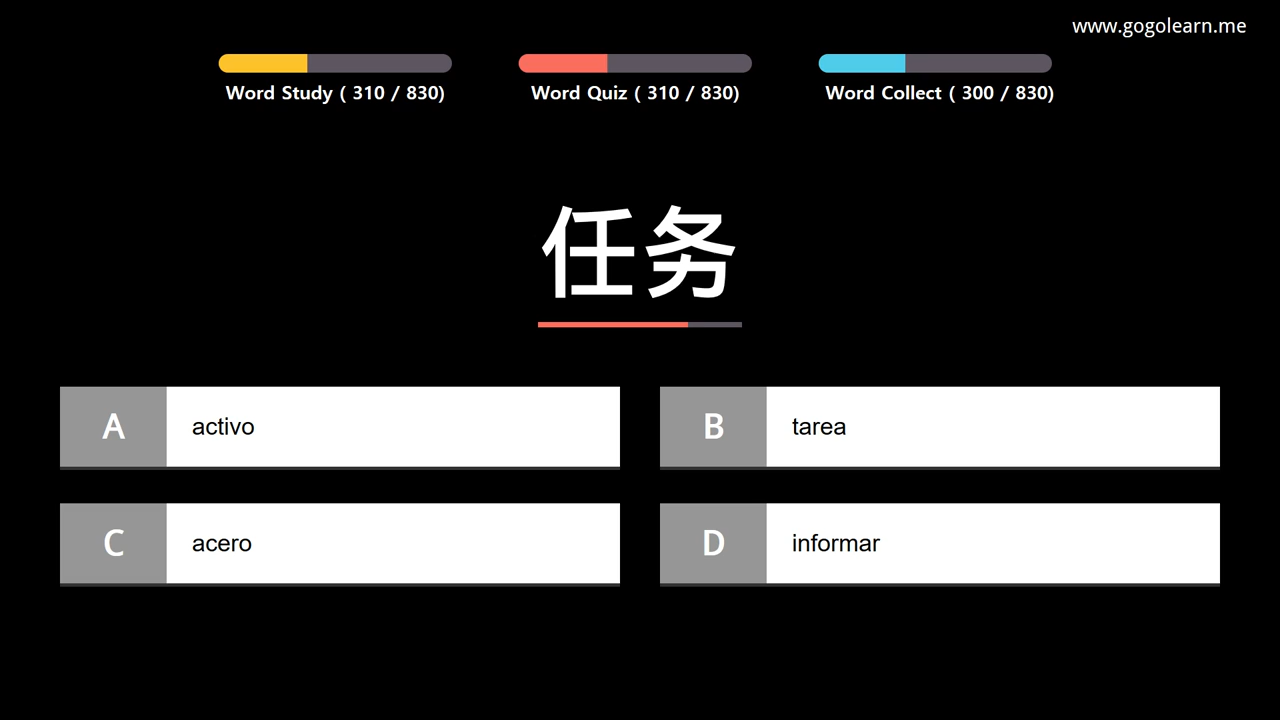 www.gogolearn.me
Word Study ( 310 / 830)
Word Quiz ( 310 / 830)
Word Collect ( 300 / 830)
任务
A activo
B tarea
C acero
D informar